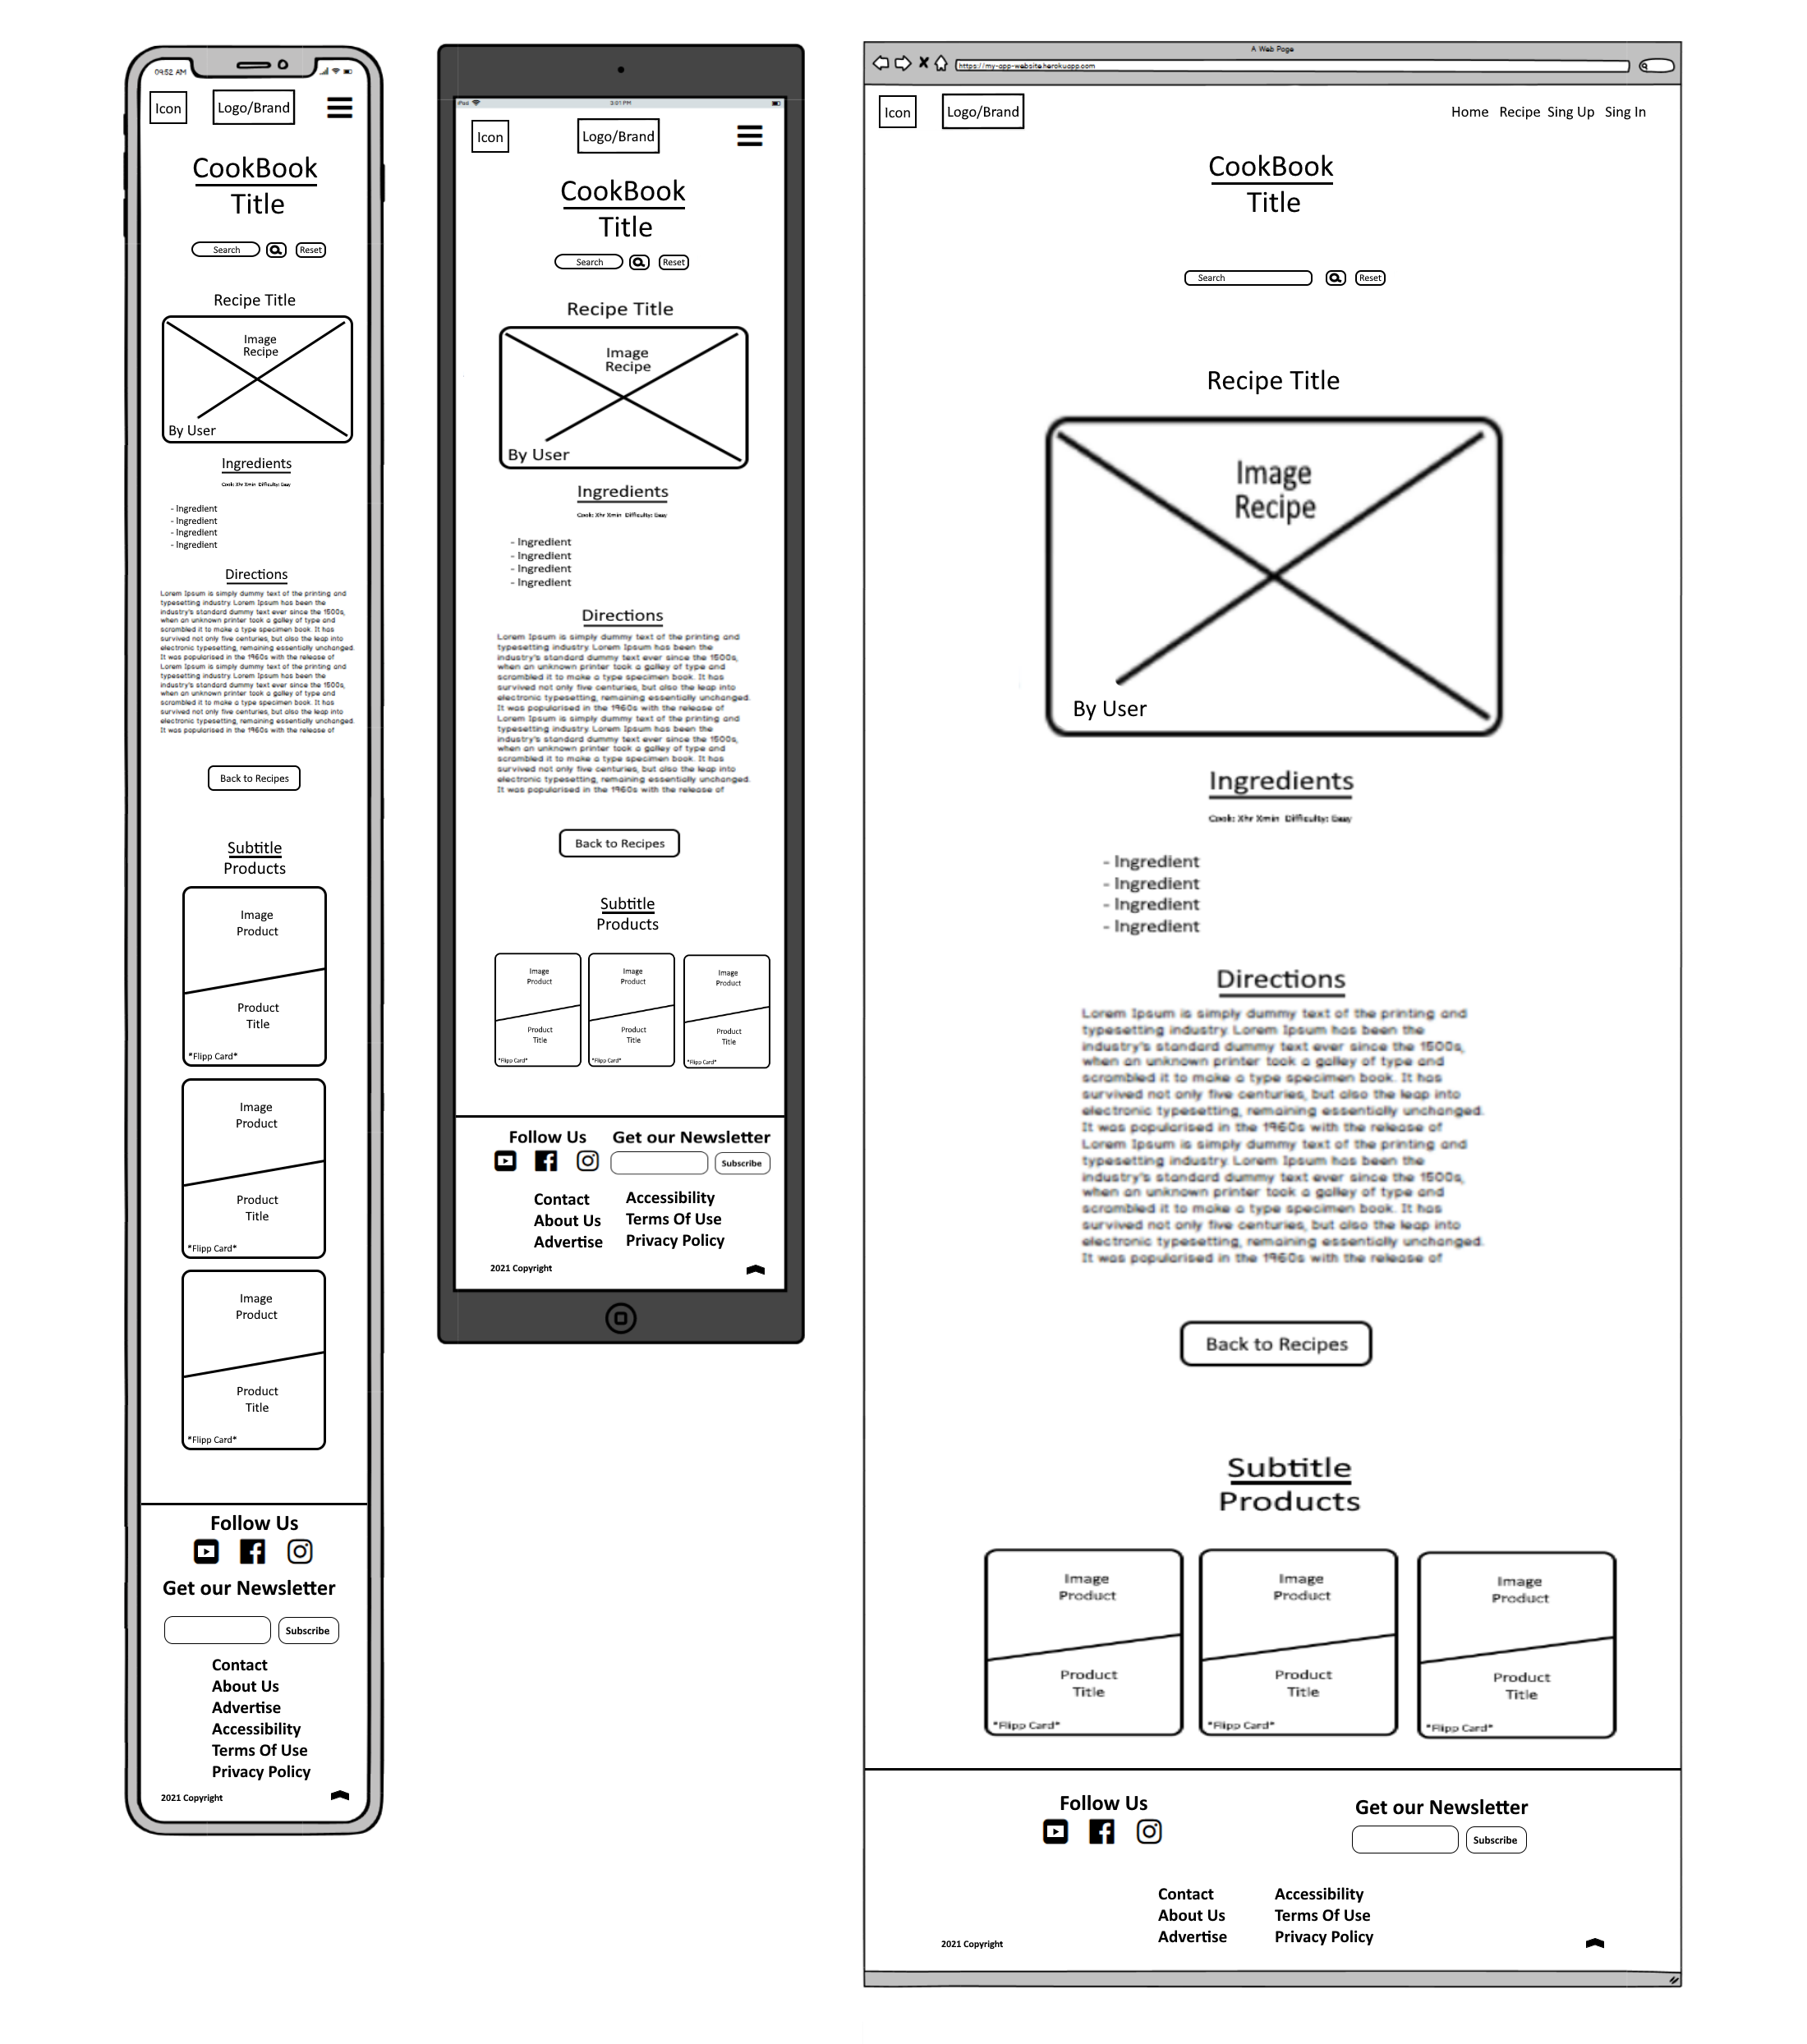 09:52 AM
Icon
Logo/Brand
CookBook
Title
Search
Reset
Recipe Title
Image
Recipe
By User
Ingredients
Cook: Xhr Xmin Difficulty: Easy
- Ingredient
- Ingredient
- Ingredient
- Ingredient
Directions
Lorem Ipsum is simply dummy text of the printing and
typesetting industry. Lorem Ipsum has been the
industry's standard dummy text ever since the 1500s,
when an unknown printer took a galley of type and
scrambled it to make a type specimen book. It has
survived not only five centuries, but also the leap into
electronic typesetting, remaining essentially unchanged.
It was popularised in the 1960s with the release of
Lorem Ipsum is simply dummy text of the printing and
typesetting industry. Lorem Ipsum has been the
industry's standard dummy text ever since the 1500s,
when an unknown printer took a galley of type and
scrambled it to make a type specimen book. It has
survived not only five centuries, but also the leap into
electronic typesetting, remaining essentially unchanged.
It was popularised in the 1960s with the release of
Back to Recipes
Subtitle
Products
Image
Product
Product
Title
*Flipp Card*
Image
Product
Product
Title
*Flipp Card*
Image
Product
Product
Title
*Flipp Card*
Follow Us
Get our Newsletter
Subscribe
Contact
About Us
Advertise
Accessibility
Terms Of Use
Privacy Policy
2021 Copyright
iPad
3:01 PM
Icon
Logo/Brand
CookBook
Title
Search
Reset
Recipe Title
Image
Recipe
By User
Ingredients
Cook: Xhr Xmin Difficulty: Easy
- Ingredient
- Ingredient
- Ingredient
- Ingredient
Directions
Lorem Ipsum is simply dummy text of the printing and
typesetting industry. Lorem Ipsum has been the
industry's standard dummy text ever since the 1500s,
when an unknown printer took a galley of type and
scrambled it to make a type specimen book. It has
survived not only five centuries, but also the leap into
electronic typesetting, remaining essentially unchanged.
It was popularised in the 1960s with the release of
Lorem Ipsum is simply dummy text of the printing and
typesetting industry. Lorem Ipsum has been the
industry's standard dummy text ever since the 1500s,
when an unknown printer took a galley of type and
scrambled it to make a type specimen book. It has
survived not only five centuries, but also the leap into
electronic typesetting, remaining essentially unchanged.
It was popularised in the 1960s with the release of
Back to Recipes
Subtitle
Products
Image
Product
Product
Title
*Flipp Card*
Image
Product
Product
Title
*Flipp Card*
Image
Product
Product
Title
*Flipp Card*
Follow Us
Get our Newsletter
Subscribe
Contact
About Us
Advertise
Accessibility
Terms Of Use
Privacy Policy
2021 Copyright
A Web Page
https://my-app-website.herokuapp.com
Icon
Logo/Brand
Home Recipe Sing Up Sing In
CookBook
Title
Search
Reset
Recipe Title
Image
Recipe
By User
Ingredients
Cook: Xhr Xmin Difficulty: Easy
- Ingredient
- Ingredient
- Ingredient
- Ingredient
Directions
Lorem Ipsum is simply dummy text of the printing and
typesetting industry. Lorem Ipsum has been the
industry's standard dummy text ever since the 1500s,
when an unknown printer took a galley of type and
scrambled it to make a type specimen book. It has
survived not only five centuries, but also the leap into
electronic typesetting, remaining essentially unchanged.
It was popularised in the 1960s with the release of
Lorem Ipsum is simply dummy text of the printing and
typesetting industry. Lorem Ipsum has been the
industry's standard dummy text ever since the 1500s,
when an unknown printer took a galley of type and
scrambled it to make a type specimen book. It has
survived not only five centuries, but also the leap into
electronic typesetting, remaining essentially unchanged.
It was popularised in the 1960s with the release of
Back to Recipes
Subtitle
Products
Image
Product
Product
Title
*Flipp Card*
Image
Product
Product
Title
*Flipp Card*
Image
Product
Product
Title
*Flipp Card*
Follow Us
Get our Newsletter
Subscribe
Contact
About Us
Advertise
Accessibility
Terms Of Use
Privacy Policy
2021 Copyright